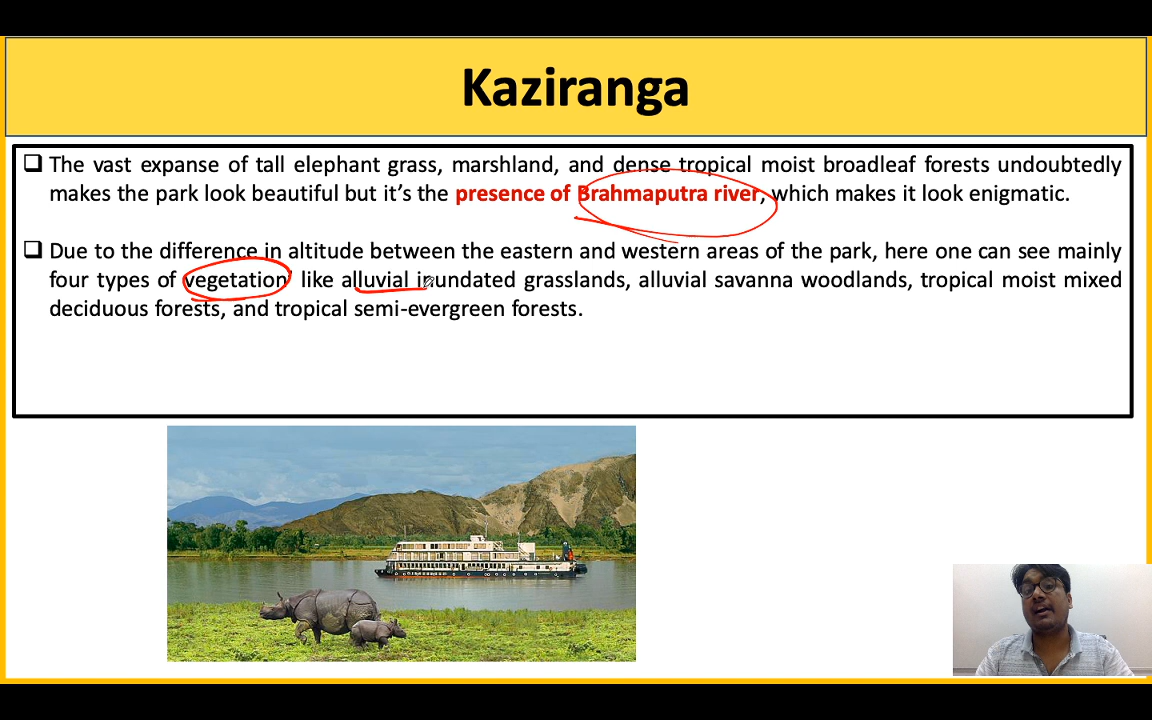 Kaziranga
❑ The vast expanse of tall elephant grass, marshland, and dense tropical moist broadleaf forests undoubtedly
makes the park look beautiful but it’s the presence of Brahmaputra river, which makes it look enigmatic.
❑ Due to the difference in altitude between the eastern and western areas of the park, here one can see mainly
four types of vegetation like alluvial inundated grasslands, alluvial savanna woodlands, tropical moist mixed
deciduous forests, and tropical semi-evergreen forests.